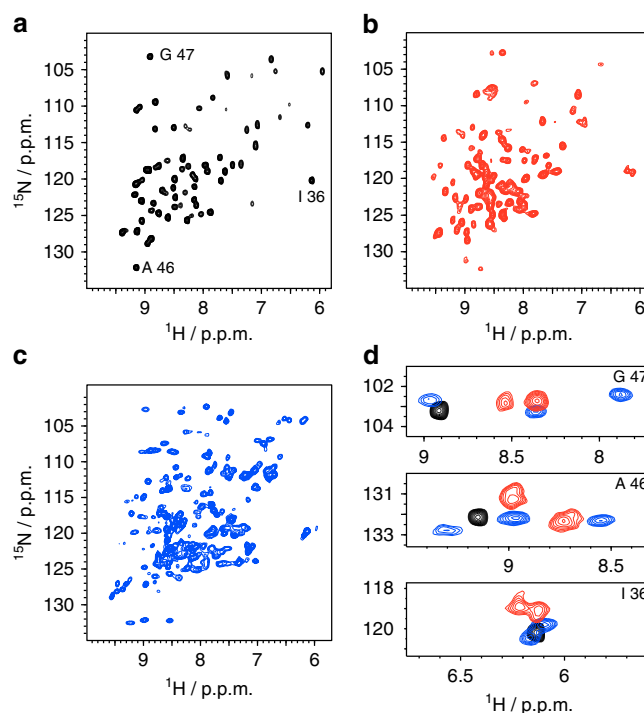 a
b
G 47
I 36
A 46
105
110
115
120
125
130
9
8
7
6
15N / p.p.m.
1H / p.p.m.
105
110
115
120
125
130
9
8
7
6
1H / p.p.m.
c
d
105
110
115
120
125
130
9
8
7
6
15N / p.p.m.
1H / p.p.m.
G 47
102
104
9
8.5
8
A 46
131
133
9
8.5
I 36
118
120
6.5
6
1H / p.p.m.